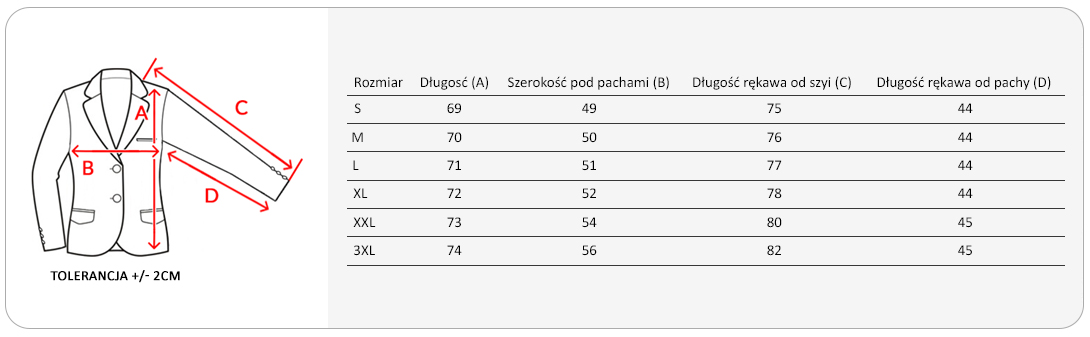 Rozmiar Długość (A) Szerokość pod pachami (B) Długość rękawa od szyi (C) Długość rękawa od pachy (D)
S 69 49 75 44
M 70 50 76 44
L 71 51 77 44
XL 72 52 78 44
XXL 73 54 80 45
3XL 74 56 82 45
A
B
C
D
TOLERANCJA +/- 2CM